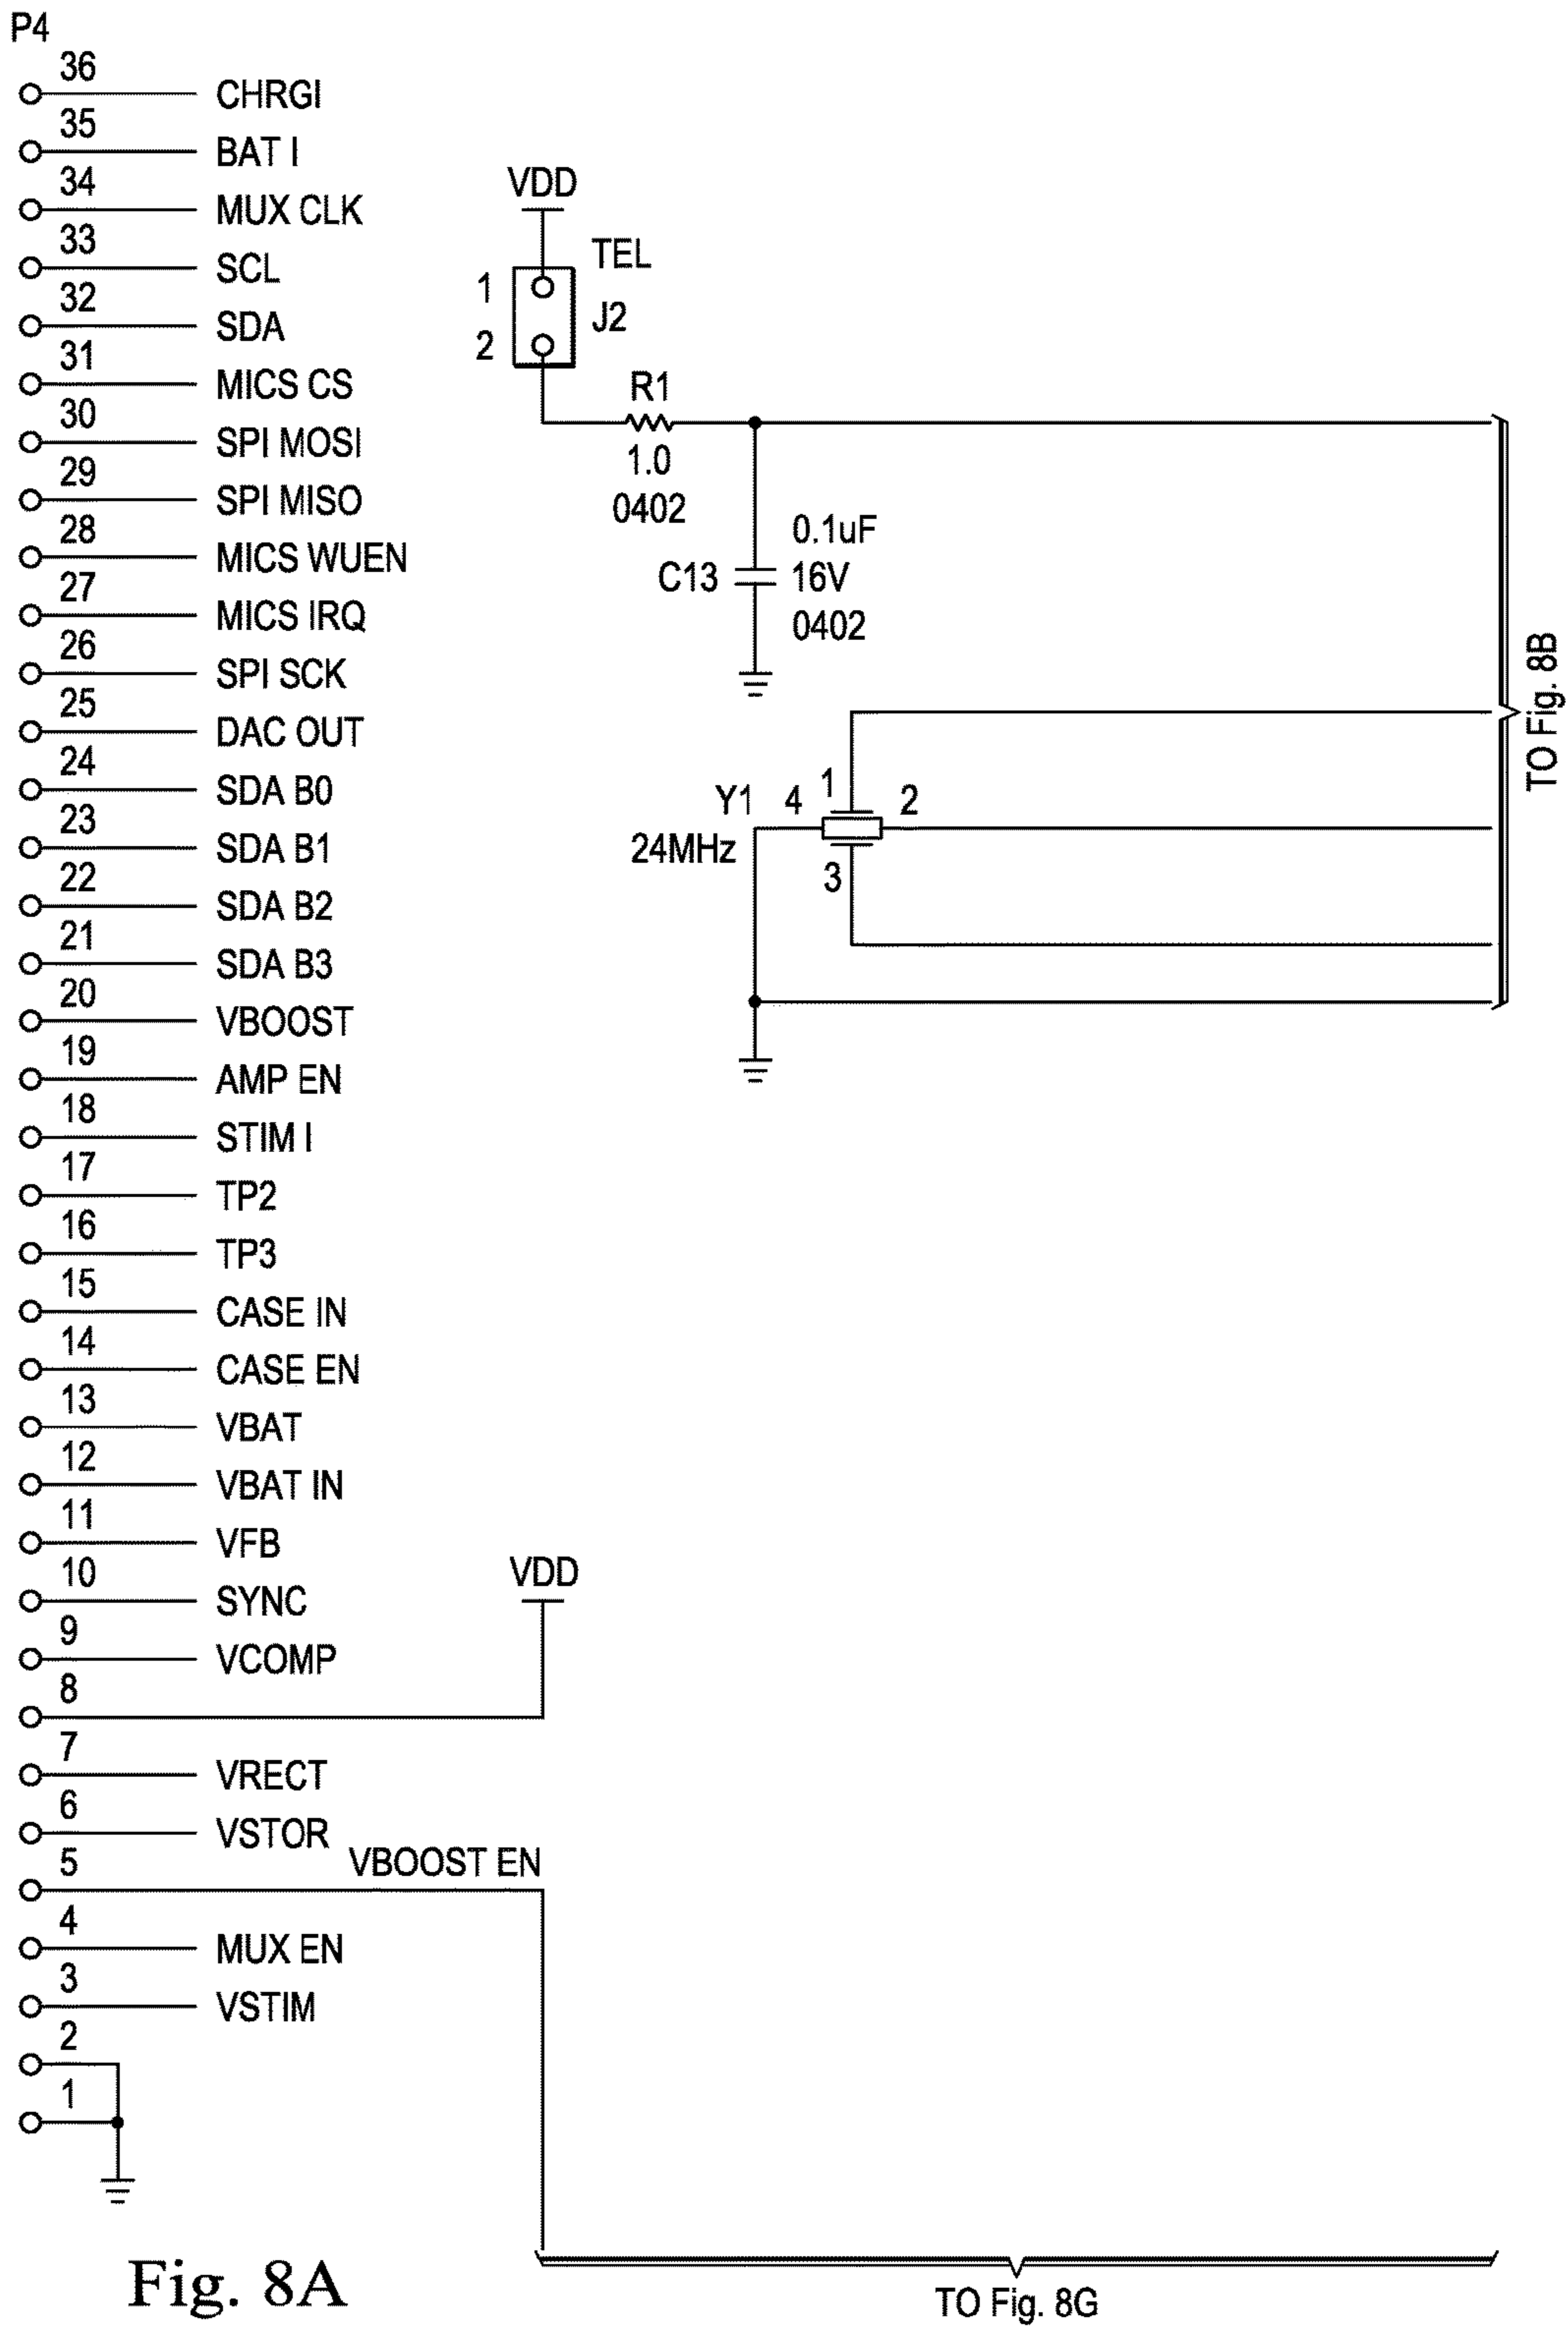 P4
36
CHRGI
35
BAT I
34
MUX CLK
33
SCL
32
SDA
31
MICS CS
30
SPI MOSI
29
SPI MISO
28
MICS WUEN
27
MICS IRQ
26
SPI SCK
25
DAC OUT
24
SDA B0
23
SDA B1
22
SDA B2
21
SDA B3
20
VBOOST
19
AMP EN
18
STIM I
17
TP2
16
TP3
15
CASE IN
14
CASE EN
13
VBAT
12
VBAT IN
11
VFB
10
SYNC
9
VCOMP
8
VDD
7
VRECT
6
VSTOR
5
VBOOST EN
4
MUX EN
3
VSTIM
2
1
VDD
TEL
1
J2
2
R1
1.0
0402
0.1uF
C13
16V
0402
Y1
24MHz
4
1
2
3
TO Fig. 8B
TO Fig. 8G
Fig. 8A